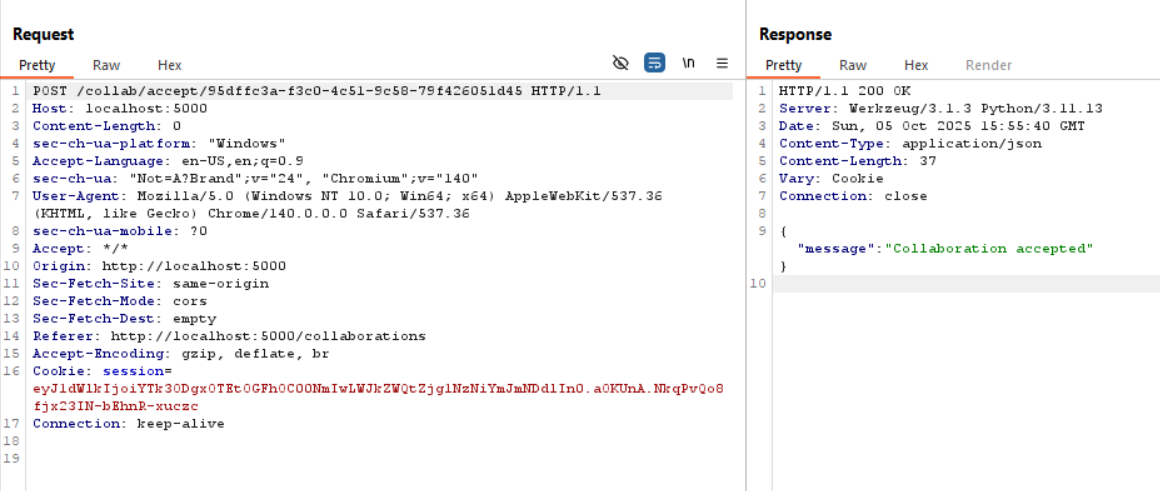 Request
Pretty Raw Hex \n
1 POST /collab/accept/95dffc3a-f3c0-4c51-9c58-79f426051d45 HTTP/1.1
2 Host: localhost:5000
3 Content-Length: 0
4 sec-ch-ua-platform: "Windows"
5 Accept-Language: en-US,en;q=0.9
6 sec-ch-ua: "Not=A?Brand";v="24", "Chromium";v="140"
7 User-Agent: Mozilla/5.0 (Windows NT 10.0; Win64; x64) AppleWebKit/537.36
(KHTML, like Gecko) Chrome/140.0.0.0 Safari/537.36
8 sec-ch-ua-mobile: ?0
9 Accept: */*
10 Origin: http://localhost:5000
11 Sec-Fetch-Site: same-origin
12 Sec-Fetch-Mode: cors
13 Sec-Fetch-Dest: empty
14 Referer: http://localhost:5000/collaborations
15 Accept-Encoding: gzip, deflate, br
16 Cookie: session=
eyJ1dWlkIjoiYTk3ODgxOTEtOGFhOC00NmIwLWJkZWQtZjg1NzNiYmJmNDdlIn0.aOKUnA.NkqPvQo8
fjx23IN-bEhnR-xuczc
17 Connection: keep-alive
18
19
Response
Pretty Raw Hex Render
1 HTTP/1.1 200 OK
2 Server: Werkzeug/3.1.3 Python/3.11.13
3 Date: Sun, 05 Oct 2025 15:55:40 GMT
4 Content-Type: application/json
5 Content-Length: 37
6 Vary: Cookie
7 Connection: close
8
9 {
"message":"Collaboration accepted"
}
10